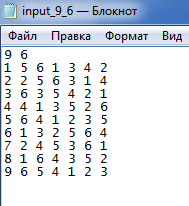 input_9_6 — Блокнот
Файл Правка Формат Вид
9 6
1 5 6 1 3 4 2
2 2 5 6 3 1 4
3 6 3 5 4 2 1
4 4 1 3 5 2 6
5 6 4 1 2 3 5
6 1 3 2 5 6 4
7 2 4 5 3 6 1
8 1 6 4 3 5 2
9 6 5 4 1 2 3